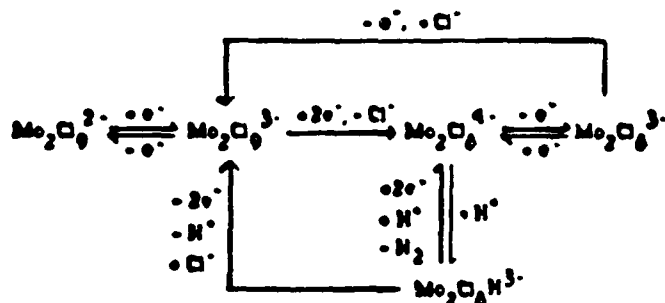 - e⁻, + Cl⁻
+ e⁻ +2e⁻, - Cl⁻ - e⁻
Mo₂Cl₉²⁻ Mo₂Cl₉³⁻ Mo₂Cl₈⁴⁻ Mo₂Cl₈³⁻
- e⁻ + e⁻
- 2e⁻ +2e⁻
- H⁺ + H⁺ + H⁺
+ Cl⁻ - H₂
Mo₂Cl₈H³⁻